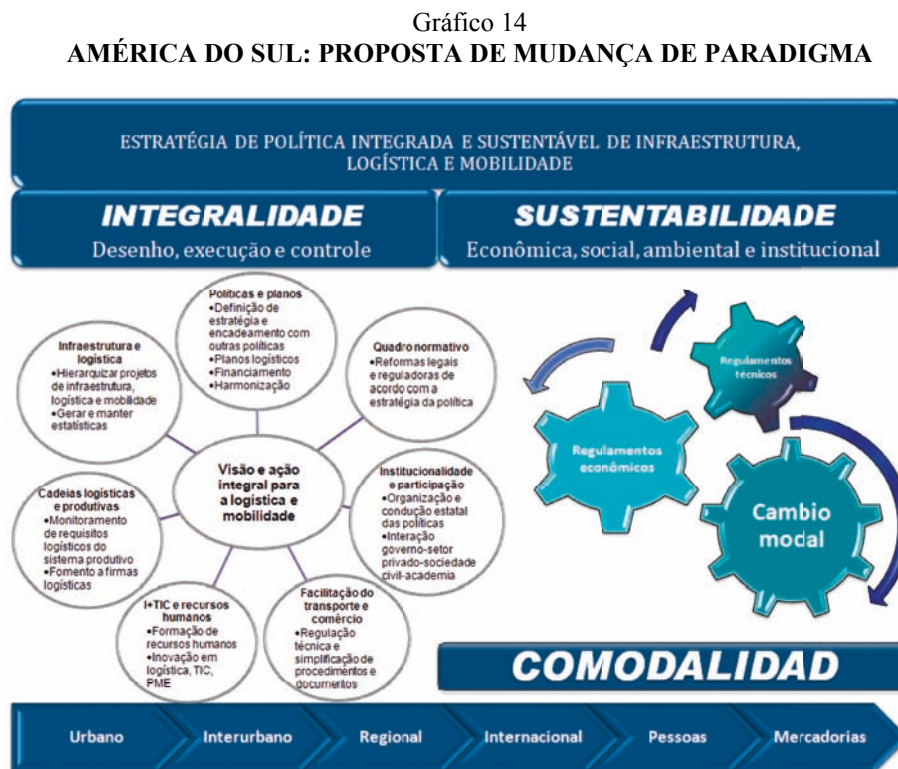 Gráfico 14
AMÉRICA DO SUL: PROPOSTA DE MUDANÇA DE PARADIGMA
ESTRATÉGIA DE POLÍTICA INTEGRADA E SUSTENTÁVEL DE INFRAESTRUTURA,
LOGÍSTICA E MOBILIDADE
INTEGRALIDADE
Desenho, execução e controle
SUSTENTABILIDADE
Econômica, social, ambiental e institucional
Políticas e planos
•Definição de
estratégia e
encadeamento com
outras políticas
•Planos logísticos
•Financiamento
•Harmonização
Infraestrutura e
logística
•Hierarquizar projetos
de infraestrutura,
logística e mobilidade
•Gerar e manter
estatísticas
Quadro normativo
•Reformas legais
e reguladoras de
acordo com a
estratégia da política
Visão e ação
integral para
a logística e
mobilidade
Cadeias logísticas
e produtivas
•Monitoramento
de requisitos
logísticos do
sistema produtivo
•Fomento a firmas
logísticas
Institucionalidade
e participação
•Organização e
condução estatal
das políticas
•Interação
governo-setor
privado-sociedade
civil-academia
I+TIC e recursos
humanos
•Formação de
recursos humanos
•Inovação em
logística, TIC,
PME
Facilitação do
transporte e
comércio
•Regulação
técnica e
simplificação de
procedimentos e
documentos
Regulamentos
técnicos
Regulamentos
econômicos
Cambio
modal
COMODALIDAD
Urbano
Interurbano
Regional
Internacional
Pessoas
Mercadorias